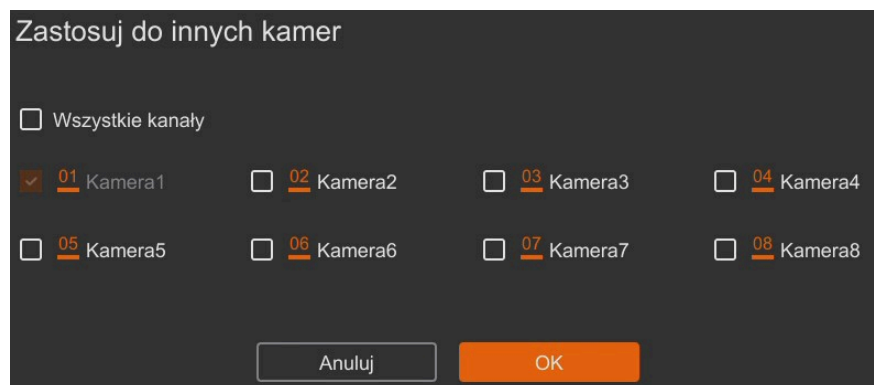 Zastosuj do innych kamer
Wszystkie kanały
01 Kamera1 02 Kamera2 03 Kamera3 04 Kamera4
05 Kamera5 06 Kamera6 07 Kamera7 08 Kamera8
Anuluj OK